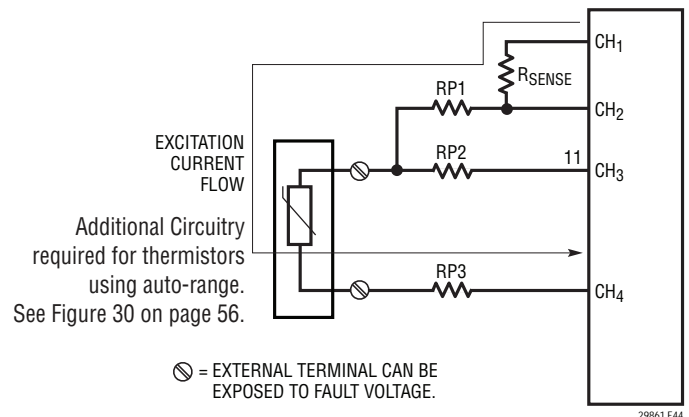 CH1
RSENSE
RP1
CH2
EXCITATION
CURRENT
FLOW
RP2
11
CH3
Additional Circuitry
required for thermistors
using auto-range.
See Figure 30 on page 56.
RP3
CH4
= EXTERNAL TERMINAL CAN BE
EXPOSED TO FAULT VOLTAGE.
29861 F44